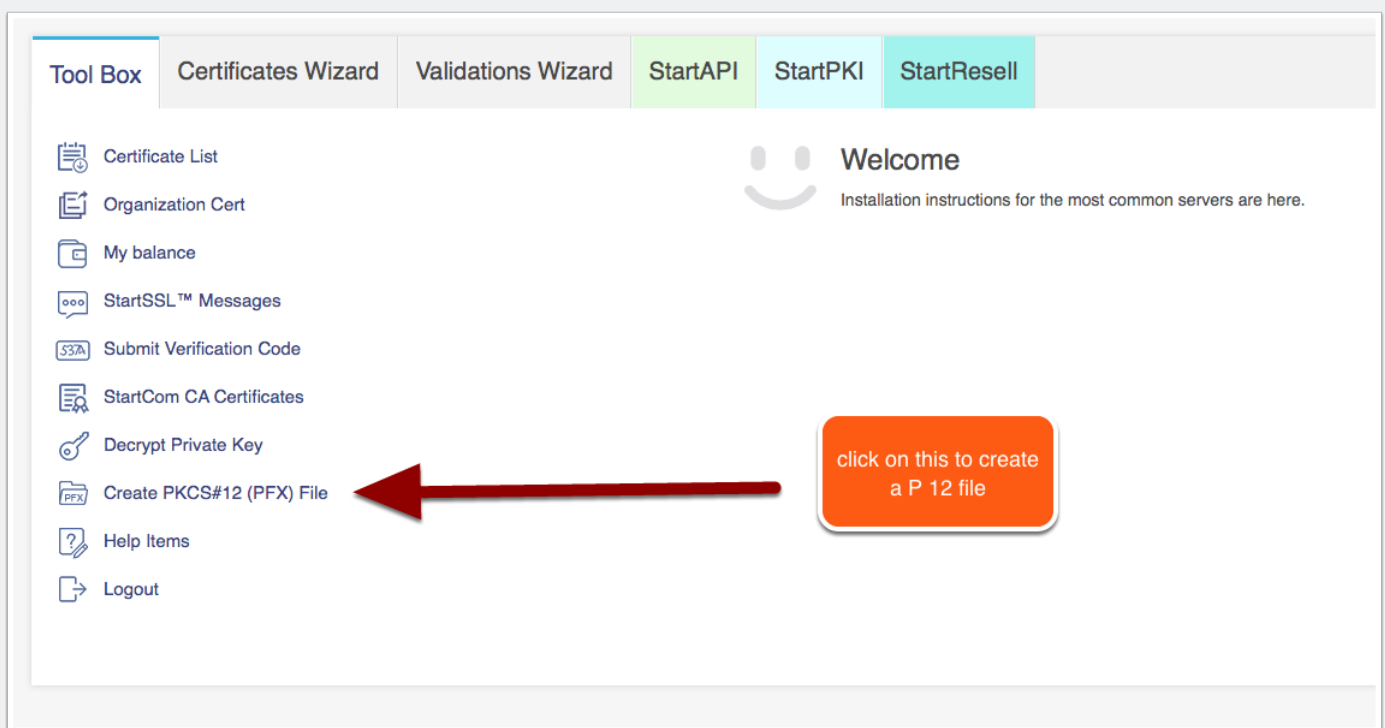 Tool Box
Certificates Wizard
Validations Wizard
StartAPI
StartPKI
StartResell
Certificate List
Organization Cert
My balance
StartSSL™ Messages
Submit Verification Code
StartCom CA Certificates
Decrypt Private Key
PFX
Create PKCS#12 (PFX) File
Help Items
Logout
Welcome
Installation instructions for the most common servers are here.
click on this to create
a P 12 file